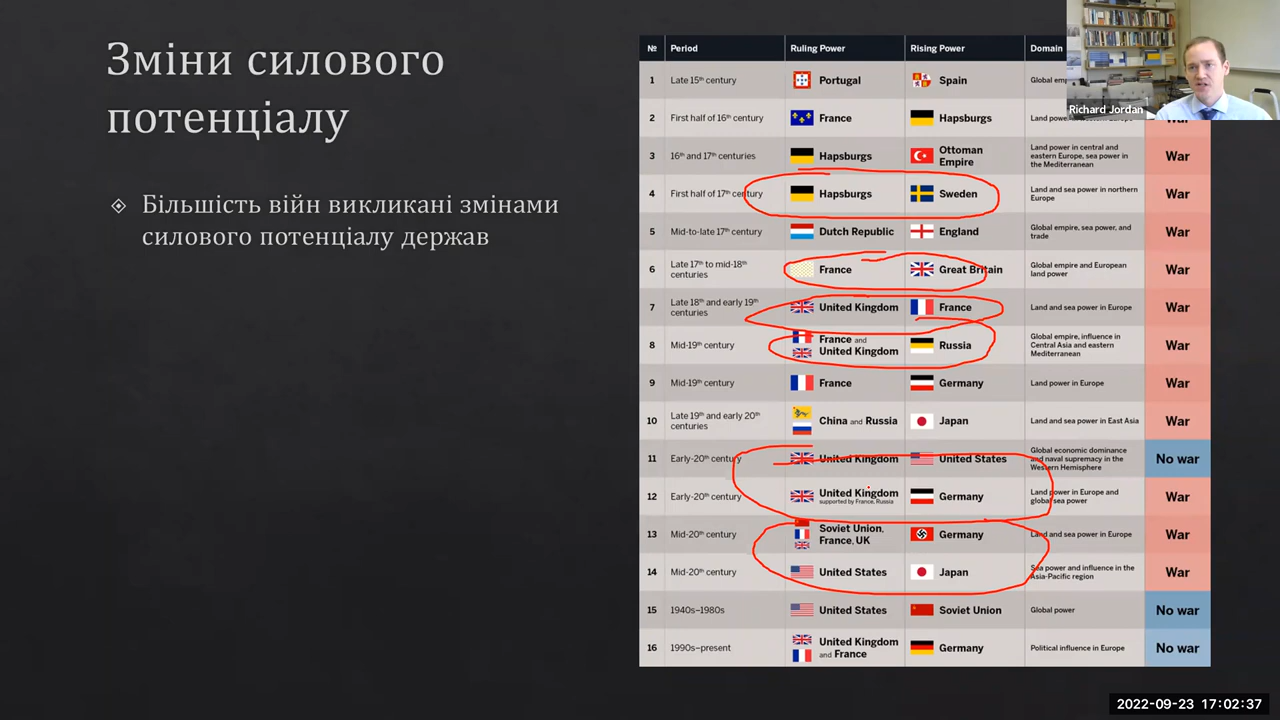 Зміни силового
потенціалу
Більшість війн викликані змінами
силового потенціалу держав
№ Period Ruling Power Rising Power Domain
1 Late 15th century Portugal Spain Global
2 First half of 16th century France Hapsburgs Land War
3 16th and 17th centuries Hapsburgs Ottoman Empire Land power in central and eastern Europe, sea power in the Mediterranean War
4 First half of 17th century Hapsburgs Sweden Land and sea power in northern Europe War
5 Mid-to-late 17th century Dutch Republic England Global empire, sea power, and trade War
6 Late 17th to mid-18th centuries France Great Britain Global empire and European land power War
7 Late 18th and early 19th centuries United Kingdom France Land and sea power in Europe War
8 Mid-19th century France and United Kingdom Russia Global empire, influence in Central Asia and eastern Mediterranean War
9 Mid-19th century France Germany Land power in Europe War
10 Late 19th and early 20th centuries China and Russia Japan Land and sea power in East Asia War
11 Early-20th century United Kingdom United States Global economic dominance and naval supremacy in the Western Hemisphere No war
12 Early-20th century United Kingdom supported by France, Russia Germany Land power in Europe and global sea power War
13 Mid-20th century Soviet Union, France, UK Germany Land and sea power in Europe War
14 Mid-20th century United States Japan Sea power and influence in the Asia-Pacific region War
15 1940s–1980s United States Soviet Union Global power No war
16 1990s–present United Kingdom and France Germany Political influence in Europe No war
Richard Jordan
2022-09-23 17:02:37